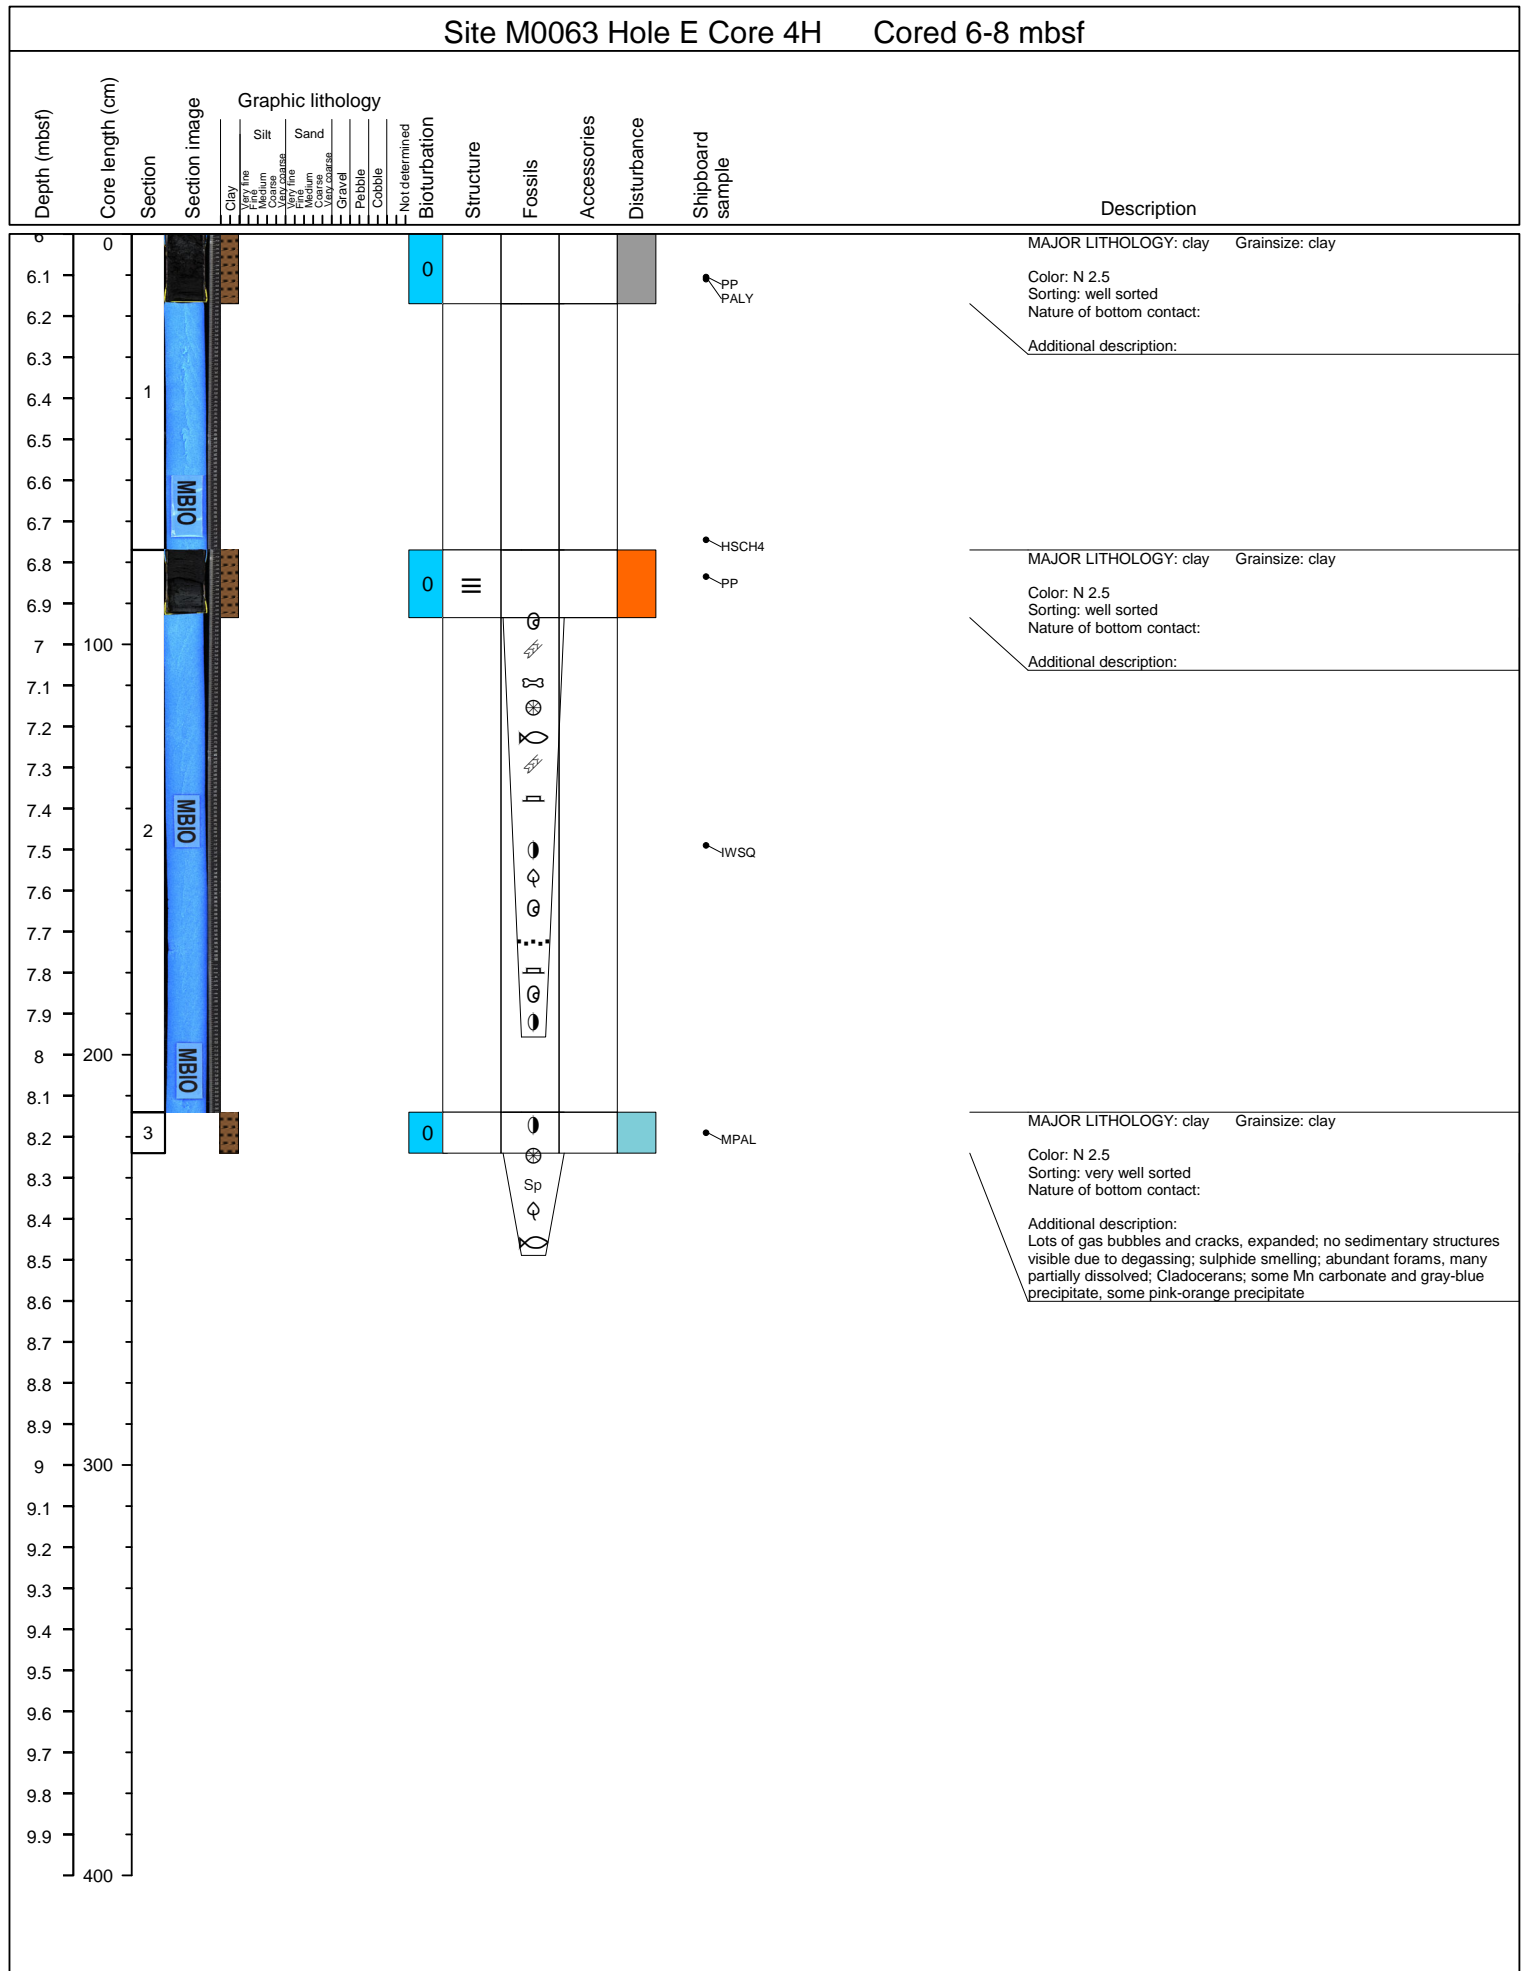 Site M0063 Hole E Core 4H Cored 6-8 mbsf
Depth (mbsf)
Core length (cm)
Section
Section image
Graphic lithology
Clay
Silt
Very fine
Fine
Medium
Coarse
Very coarse
Sand
Very fine
Fine
Medium
Coarse
Very coarse
Gravel
Pebble
Cobble
Not determined
Bioturbation
Structure
Fossils
Accessories
Disturbance
Shipboard
sample
Description
6
6.1
6.2
6.3
6.4
6.5
6.6
6.7
6.8
6.9
7
7.1
7.2
7.3
7.4
7.5
7.6
7.7
7.8
7.9
8
8.1
8.2
8.3
8.4
8.5
8.6
8.7
8.8
8.9
9
9.1
9.2
9.3
9.4
9.5
9.6
9.7
9.8
9.9
0
100
200
300
400
1
2
3
MBIO
MBIO
MBIO
0
0
0
Sp
PP
PALY
HSCH4
PP
IWSQ
MPAL
MAJOR LITHOLOGY: clay Grainsize: clay
Color: N 2.5
Sorting: well sorted
Nature of bottom contact:
Additional description:
MAJOR LITHOLOGY: clay Grainsize: clay
Color: N 2.5
Sorting: well sorted
Nature of bottom contact:
Additional description:
MAJOR LITHOLOGY: clay Grainsize: clay
Color: N 2.5
Sorting: very well sorted
Nature of bottom contact:
Additional description:
Lots of gas bubbles and cracks, expanded; no sedimentary structures
visible due to degassing; sulphide smelling; abundant forams, many
partially dissolved; Cladocerans; some Mn carbonate and gray-blue
precipitate, some pink-orange precipitate